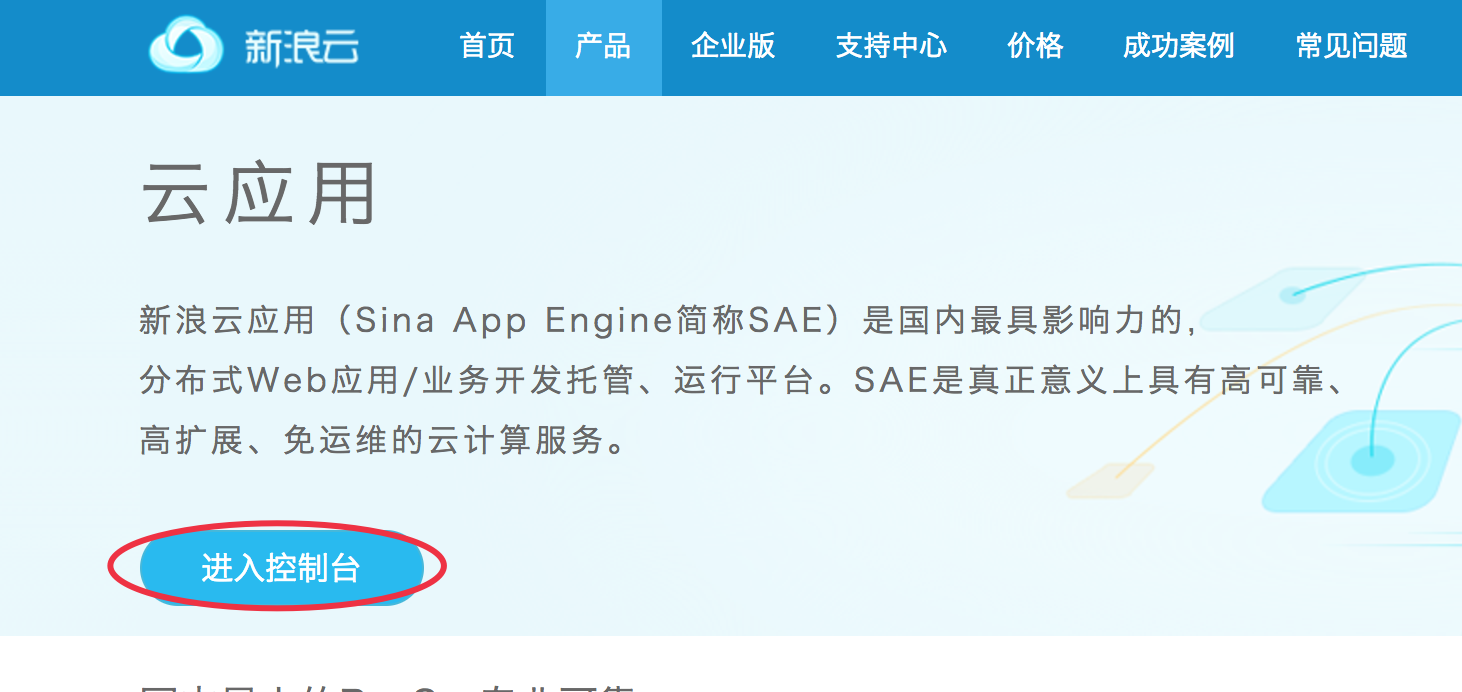 新浪云 首页 产品 企业版 支持中心 价格 成功案例 常见问题
云应用
新浪云应用（Sina App Engine简称SAE）是国内最具影响力的，
分布式Web应用/业务开发托管、运行平台。SAE是真正意义上具有高可靠、
高扩展、免运维的云计算服务。
进入控制台